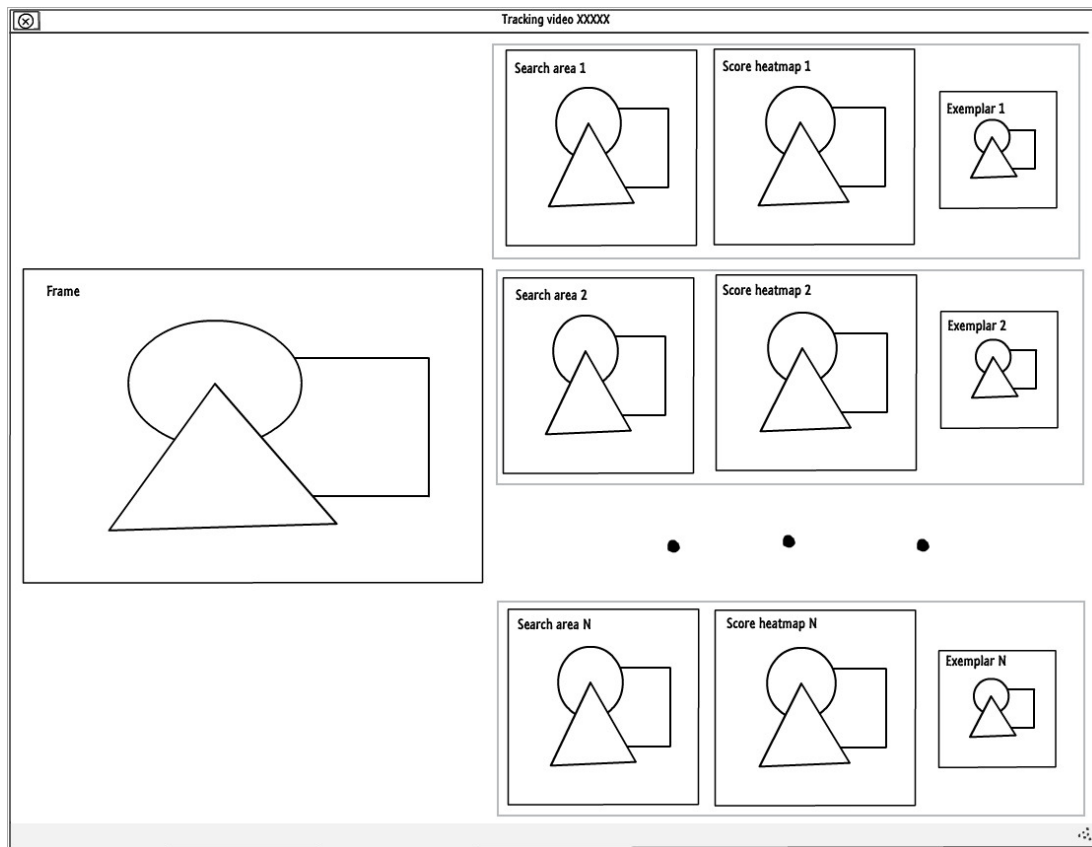 Tracking video XXXXX
Search area 1
Score heatmap 1
Exemplar 1
Frame
Search area 2
Score heatmap 2
Exemplar 2
Search area N
Score heatmap N
Exemplar N